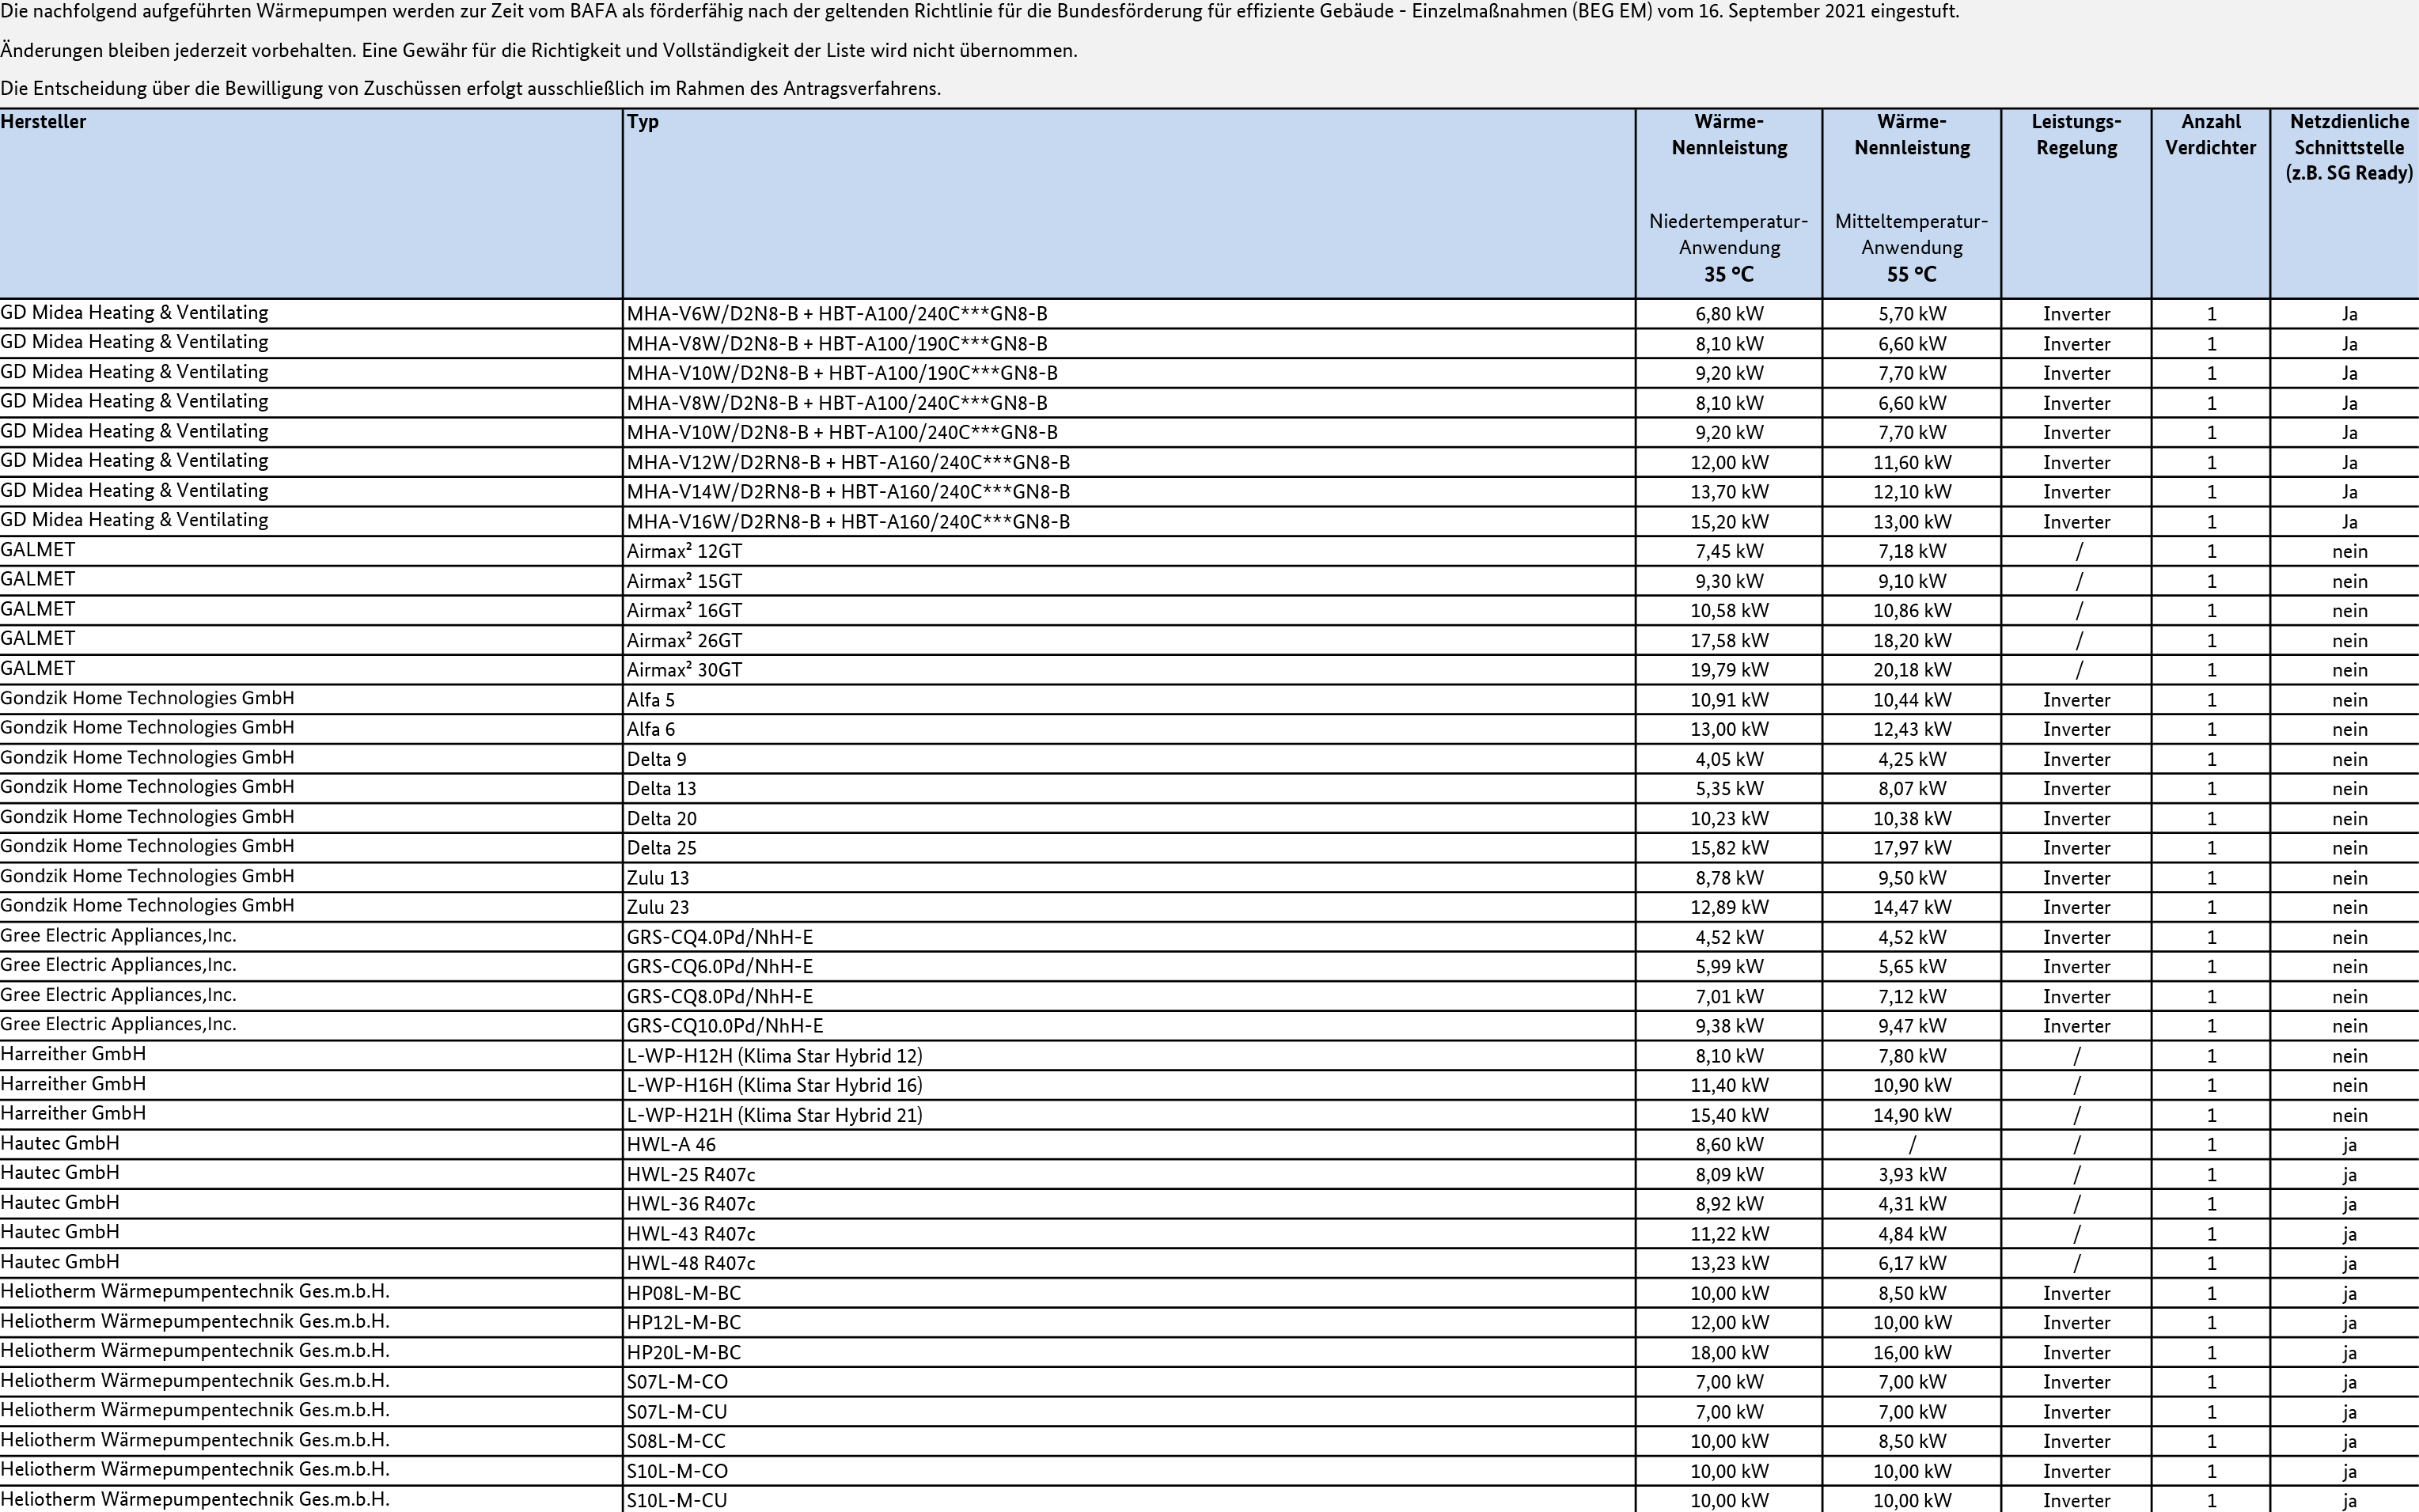 Die nachfolgend aufgeführten Wärmepumpen werden zur Zeit vom BAFA als förderfähig nach der geltenden Richtlinie für die Bundesförderung für effiziente Gebäude - Einzelmaßnahmen (BEG EM) vom 16. September 2021 eingestuft.
Änderungen bleiben jederzeit vorbehalten. Eine Gewähr für die Richtigkeit und Vollständigkeit der Liste wird nicht übernommen.
Die Entscheidung über die Bewilligung von Zuschüssen erfolgt ausschließlich im Rahmen des Antragsverfahrens.
Hersteller Typ Wärme- Wärme- Leistungs- Anzahl Netzdienliche
Nennleistung Nennleistung Regelung Verdichter Schnittstelle
(z.B. SG Ready)
Niedertemperatur- Mitteltemperatur-
Anwendung Anwendung
35 °C 55 °C
GD Midea Heating & Ventilating MHA-V6W/D2N8-B + HBT-A100/240C***GN8-B 6,80 kW 5,70 kW Inverter 1 Ja
GD Midea Heating & Ventilating MHA-V8W/D2N8-B + HBT-A100/190C***GN8-B 8,10 kW 6,60 kW Inverter 1 Ja
GD Midea Heating & Ventilating MHA-V10W/D2N8-B + HBT-A100/190C***GN8-B 9,20 kW 7,70 kW Inverter 1 Ja
GD Midea Heating & Ventilating MHA-V8W/D2N8-B + HBT-A100/240C***GN8-B 8,10 kW 6,60 kW Inverter 1 Ja
GD Midea Heating & Ventilating MHA-V10W/D2N8-B + HBT-A100/240C***GN8-B 9,20 kW 7,70 kW Inverter 1 Ja
GD Midea Heating & Ventilating MHA-V12W/D2RN8-B + HBT-A160/240C***GN8-B 12,00 kW 11,60 kW Inverter 1 Ja
GD Midea Heating & Ventilating MHA-V14W/D2RN8-B + HBT-A160/240C***GN8-B 13,70 kW 12,10 kW Inverter 1 Ja
GD Midea Heating & Ventilating MHA-V16W/D2RN8-B + HBT-A160/240C***GN8-B 15,20 kW 13,00 kW Inverter 1 Ja
GALMET Airmax² 12GT 7,45 kW 7,18 kW / 1 nein
GALMET Airmax² 15GT 9,30 kW 9,10 kW / 1 nein
GALMET Airmax² 16GT 10,58 kW 10,86 kW / 1 nein
GALMET Airmax² 26GT 17,58 kW 18,20 kW / 1 nein
GALMET Airmax² 30GT 19,79 kW 20,18 kW / 1 nein
Gondzik Home Technologies GmbH Alfa 5 10,91 kW 10,44 kW Inverter 1 nein
Gondzik Home Technologies GmbH Alfa 6 13,00 kW 12,43 kW Inverter 1 nein
Gondzik Home Technologies GmbH Delta 9 4,05 kW 4,25 kW Inverter 1 nein
Gondzik Home Technologies GmbH Delta 13 5,35 kW 8,07 kW Inverter 1 nein
Gondzik Home Technologies GmbH Delta 20 10,23 kW 10,38 kW Inverter 1 nein
Gondzik Home Technologies GmbH Delta 25 15,82 kW 17,97 kW Inverter 1 nein
Gondzik Home Technologies GmbH Zulu 13 8,78 kW 9,50 kW Inverter 1 nein
Gondzik Home Technologies GmbH Zulu 23 12,89 kW 14,47 kW Inverter 1 nein
Gree Electric Appliances,Inc. GRS-CQ4.0Pd/NhH-E 4,52 kW 4,52 kW Inverter 1 nein
Gree Electric Appliances,Inc. GRS-CQ6.0Pd/NhH-E 5,99 kW 5,65 kW Inverter 1 nein
Gree Electric Appliances,Inc. GRS-CQ8.0Pd/NhH-E 7,01 kW 7,12 kW Inverter 1 nein
Gree Electric Appliances,Inc. GRS-CQ10.0Pd/NhH-E 9,38 kW 9,47 kW Inverter 1 nein
Harreither GmbH L-WP-H12H (Klima Star Hybrid 12) 8,10 kW 7,80 kW / 1 nein
Harreither GmbH L-WP-H16H (Klima Star Hybrid 16) 11,40 kW 10,90 kW / 1 nein
Harreither GmbH L-WP-H21H (Klima Star Hybrid 21) 15,40 kW 14,90 kW / 1 nein
Hautec GmbH HWL-A 46 8,60 kW / / 1 ja
Hautec GmbH HWL-25 R407c 8,09 kW 3,93 kW / 1 ja
Hautec GmbH HWL-36 R407c 8,92 kW 4,31 kW / 1 ja
Hautec GmbH HWL-43 R407c 11,22 kW 4,84 kW / 1 ja
Hautec GmbH HWL-48 R407c 13,23 kW 6,17 kW / 1 ja
Heliotherm Wärmepumpentechnik Ges.m.b.H. HP08L-M-BC 10,00 kW 8,50 kW Inverter 1 ja
Heliotherm Wärmepumpentechnik Ges.m.b.H. HP12L-M-BC 12,00 kW 10,00 kW Inverter 1 ja
Heliotherm Wärmepumpentechnik Ges.m.b.H. HP20L-M-BC 18,00 kW 16,00 kW Inverter 1 ja
Heliotherm Wärmepumpentechnik Ges.m.b.H. S07L-M-CO 7,00 kW 7,00 kW Inverter 1 ja
Heliotherm Wärmepumpentechnik Ges.m.b.H. S07L-M-CU 7,00 kW 7,00 kW Inverter 1 ja
Heliotherm Wärmepumpentechnik Ges.m.b.H. S08L-M-CC 10,00 kW 8,50 kW Inverter 1 ja
Heliotherm Wärmepumpentechnik Ges.m.b.H. S10L-M-CO 10,00 kW 10,00 kW Inverter 1 ja
Heliotherm Wärmepumpentechnik Ges.m.b.H. S10L-M-CU 10,00 kW 10,00 kW Inverter 1 ja